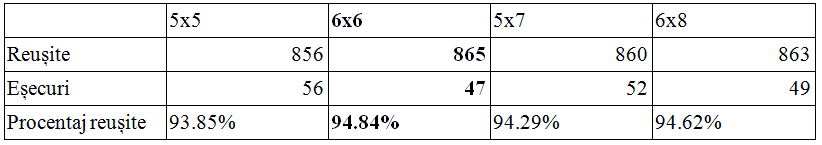 5x5 6x6 5x7 6x8
Reușite 856 865 860 863
Eșecuri 56 47 52 49
Procentaj reușite 93.85% 94.84% 94.29% 94.62%